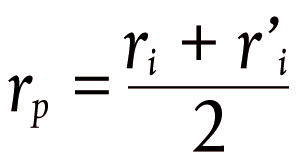 r_p = (r_i + r’_i) / 2